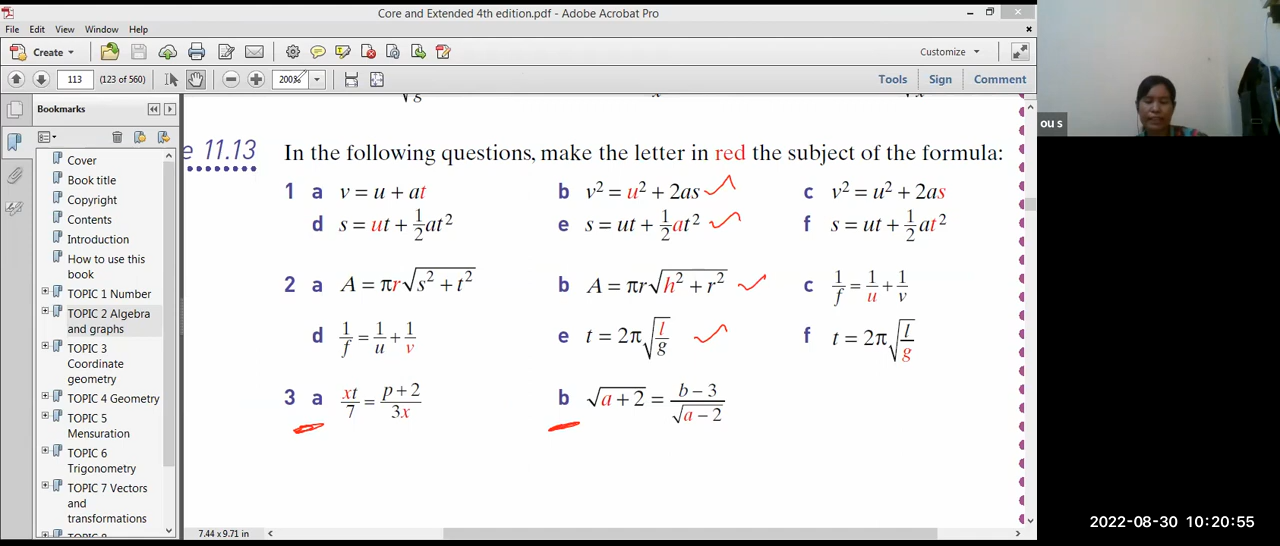 Core and Extended 4th edition.pdf - Adobe Acrobat Pro
File Edit View Window Help
Create Customize
113 (123 of 560) 200% Tools Sign Comment
Bookmarks
Cover
Book title
Copyright
Contents
Introduction
How to use this
book
TOPIC 1 Number
TOPIC 2 Algebra
and graphs
TOPIC 3
Coordinate
geometry
TOPIC 4 Geometry
TOPIC 5
Mensuration
TOPIC 6
Trigonometry
TOPIC 7 Vectors
and
transformations
e 11.13 In the following questions, make the letter in red the subject of the formula:
1 a v = u + at b v² = u² + 2as c v² = u² + 2as
d s = ut + 1/2at² e s = ut + 1/2at² f s = ut + 1/2at²
2 a A = πr√(s² + t²) b A = πr√(h² + r²) c 1/f = 1/u + 1/v
d 1/f = 1/u + 1/v e t = 2π√(l/g) f t = 2π√(l/g)
3 a xt/7 = (p + 2)/3x b √(a + 2) = (b − 3)/√(a − 2)
7.44 x 9.71 in
ou s
2022-08-30 10:20:55